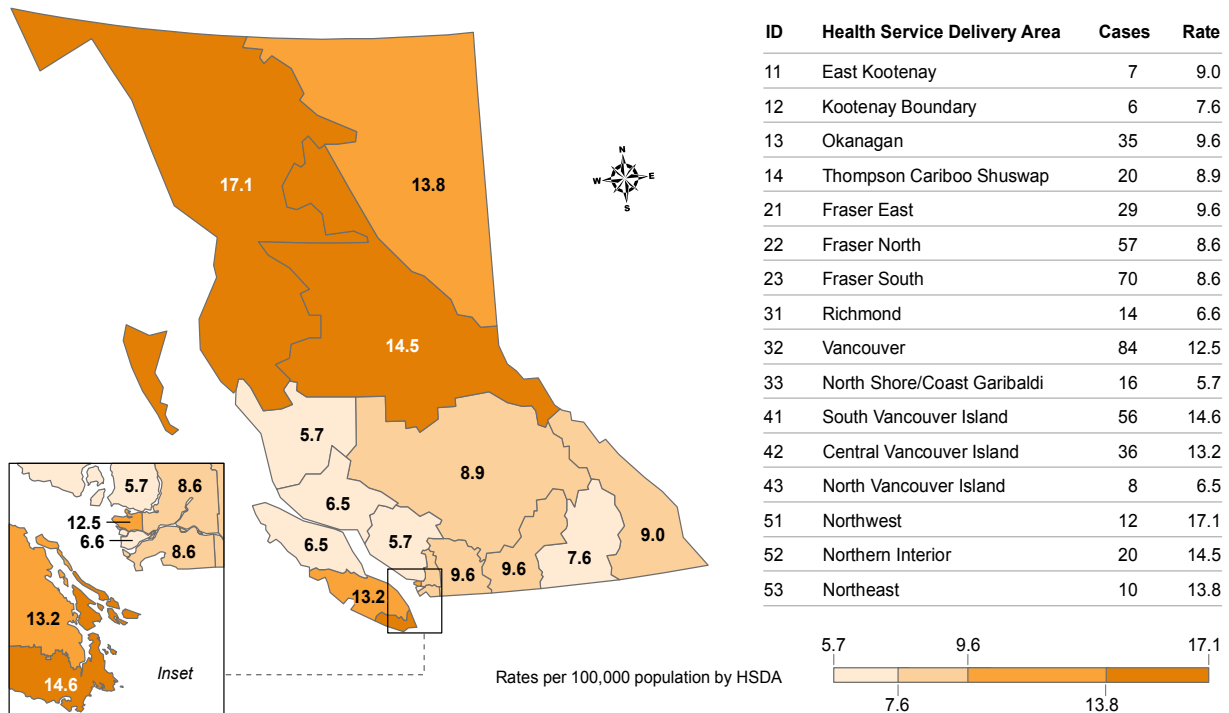 ID Health Service Delivery Area Cases Rate
11 East Kootenay 7 9.0
12 Kootenay Boundary 6 7.6
13 Okanagan 35 9.6
14 Thompson Cariboo Shuswap 20 8.9
21 Fraser East 29 9.6
22 Fraser North 57 8.6
23 Fraser South 70 8.6
31 Richmond 14 6.6
32 Vancouver 84 12.5
33 North Shore/Coast Garibaldi 16 5.7
41 South Vancouver Island 56 14.6
42 Central Vancouver Island 36 13.2
43 North Vancouver Island 8 6.5
51 Northwest 12 17.1
52 Northern Interior 20 14.5
53 Northeast 10 13.8
N
W E
S
17.1
13.8
14.5
5.7
8.9
6.5
6.5
5.7
9.0
7.6
9.6
9.6
13.2
5.7
8.6
12.5
6.6
8.6
13.2
14.6
Inset
Rates per 100,000 population by HSDA
5.7 9.6 17.1
7.6 13.8